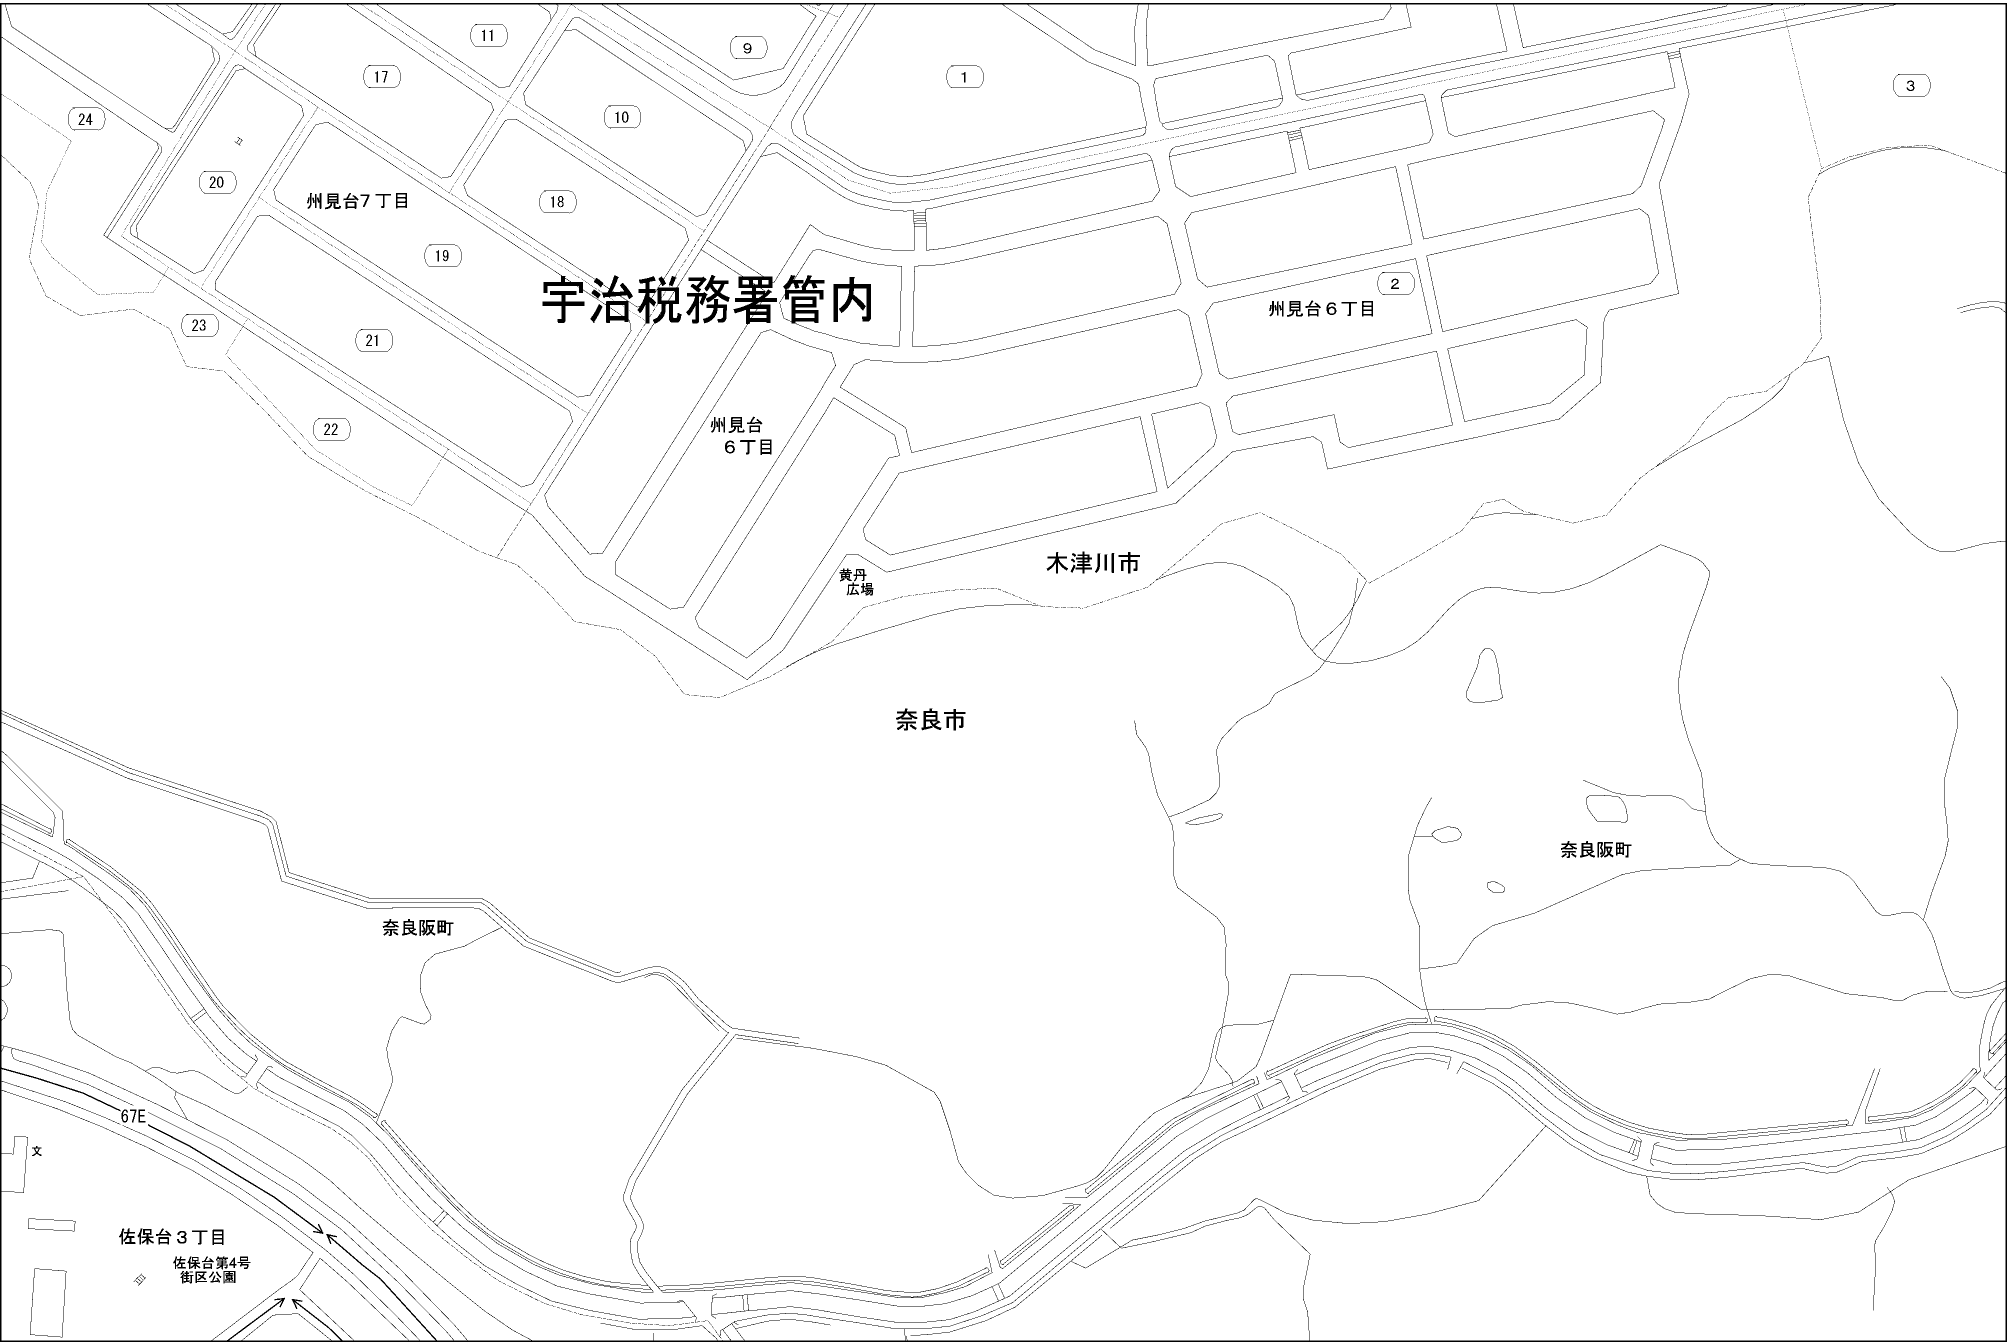 11
9
17
1
3
24
10
20
18
州見台7丁目
19
宇治税務署管内
2
州見台6丁目
23
21
22
州見台
6丁目
木津川市
黄丹
広場
奈良市
奈良阪町
奈良阪町
67E
文
佐保台3丁目
佐保台第4号
街区公園